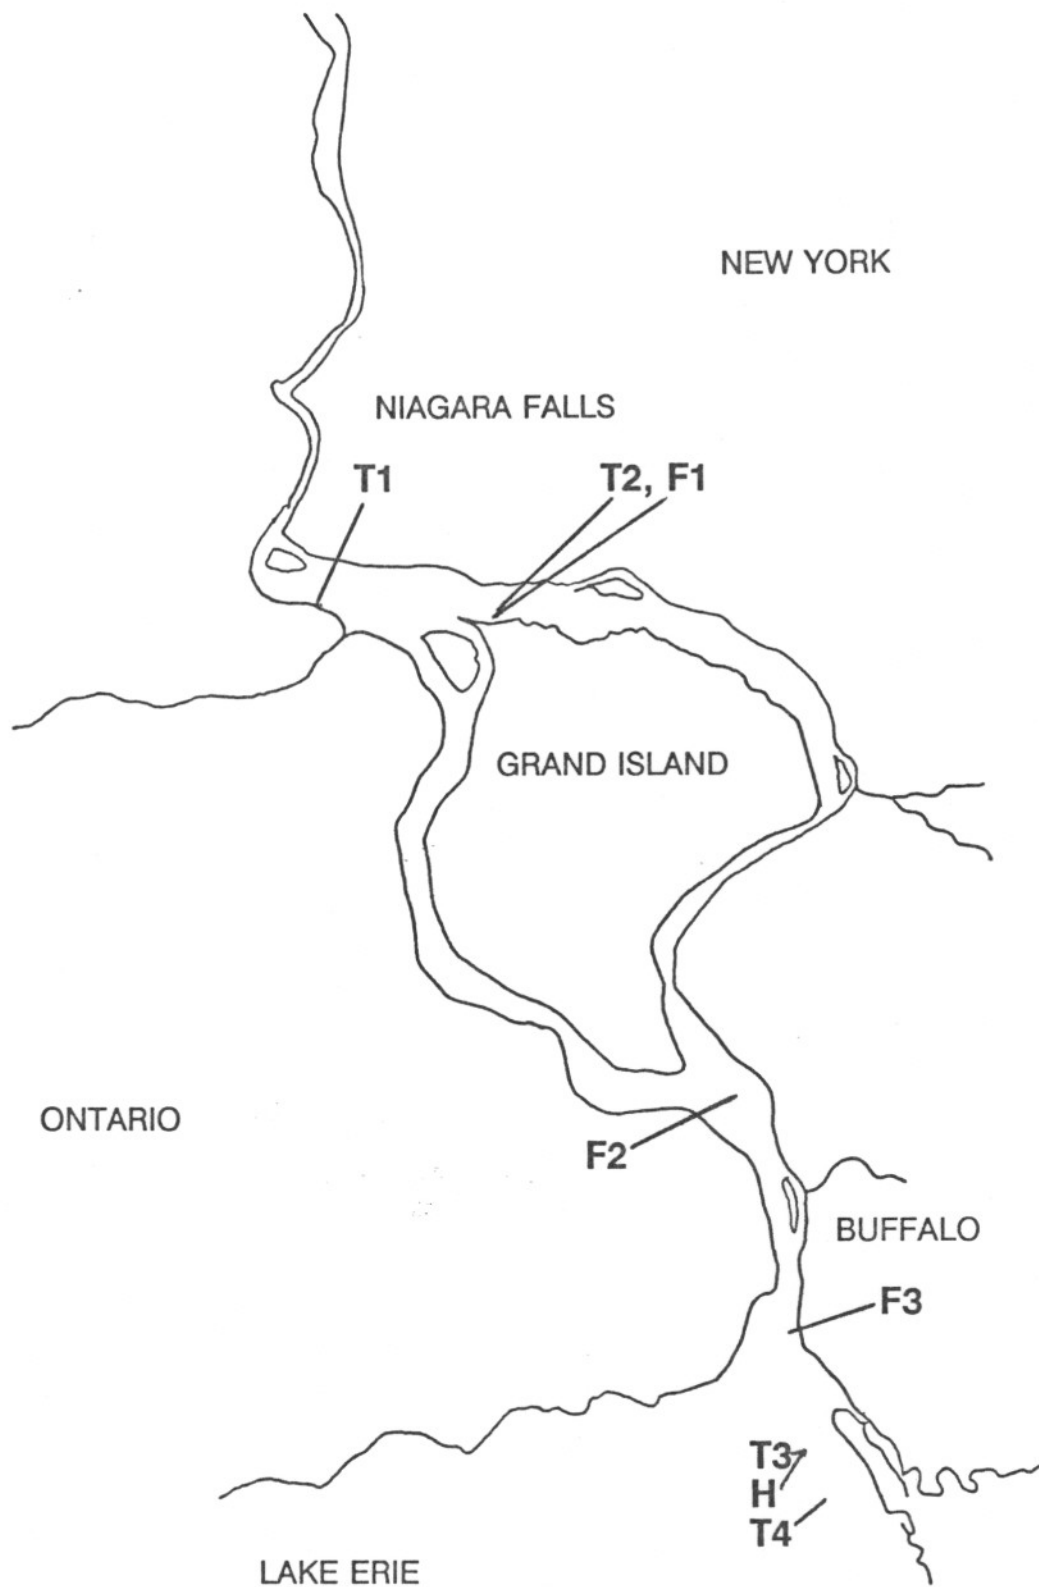 NEW YORK
NIAGARA FALLS
T1
T2, F1
GRAND ISLAND
ONTARIO
F2
BUFFALO
F3
T3
H
T4
LAKE ERIE